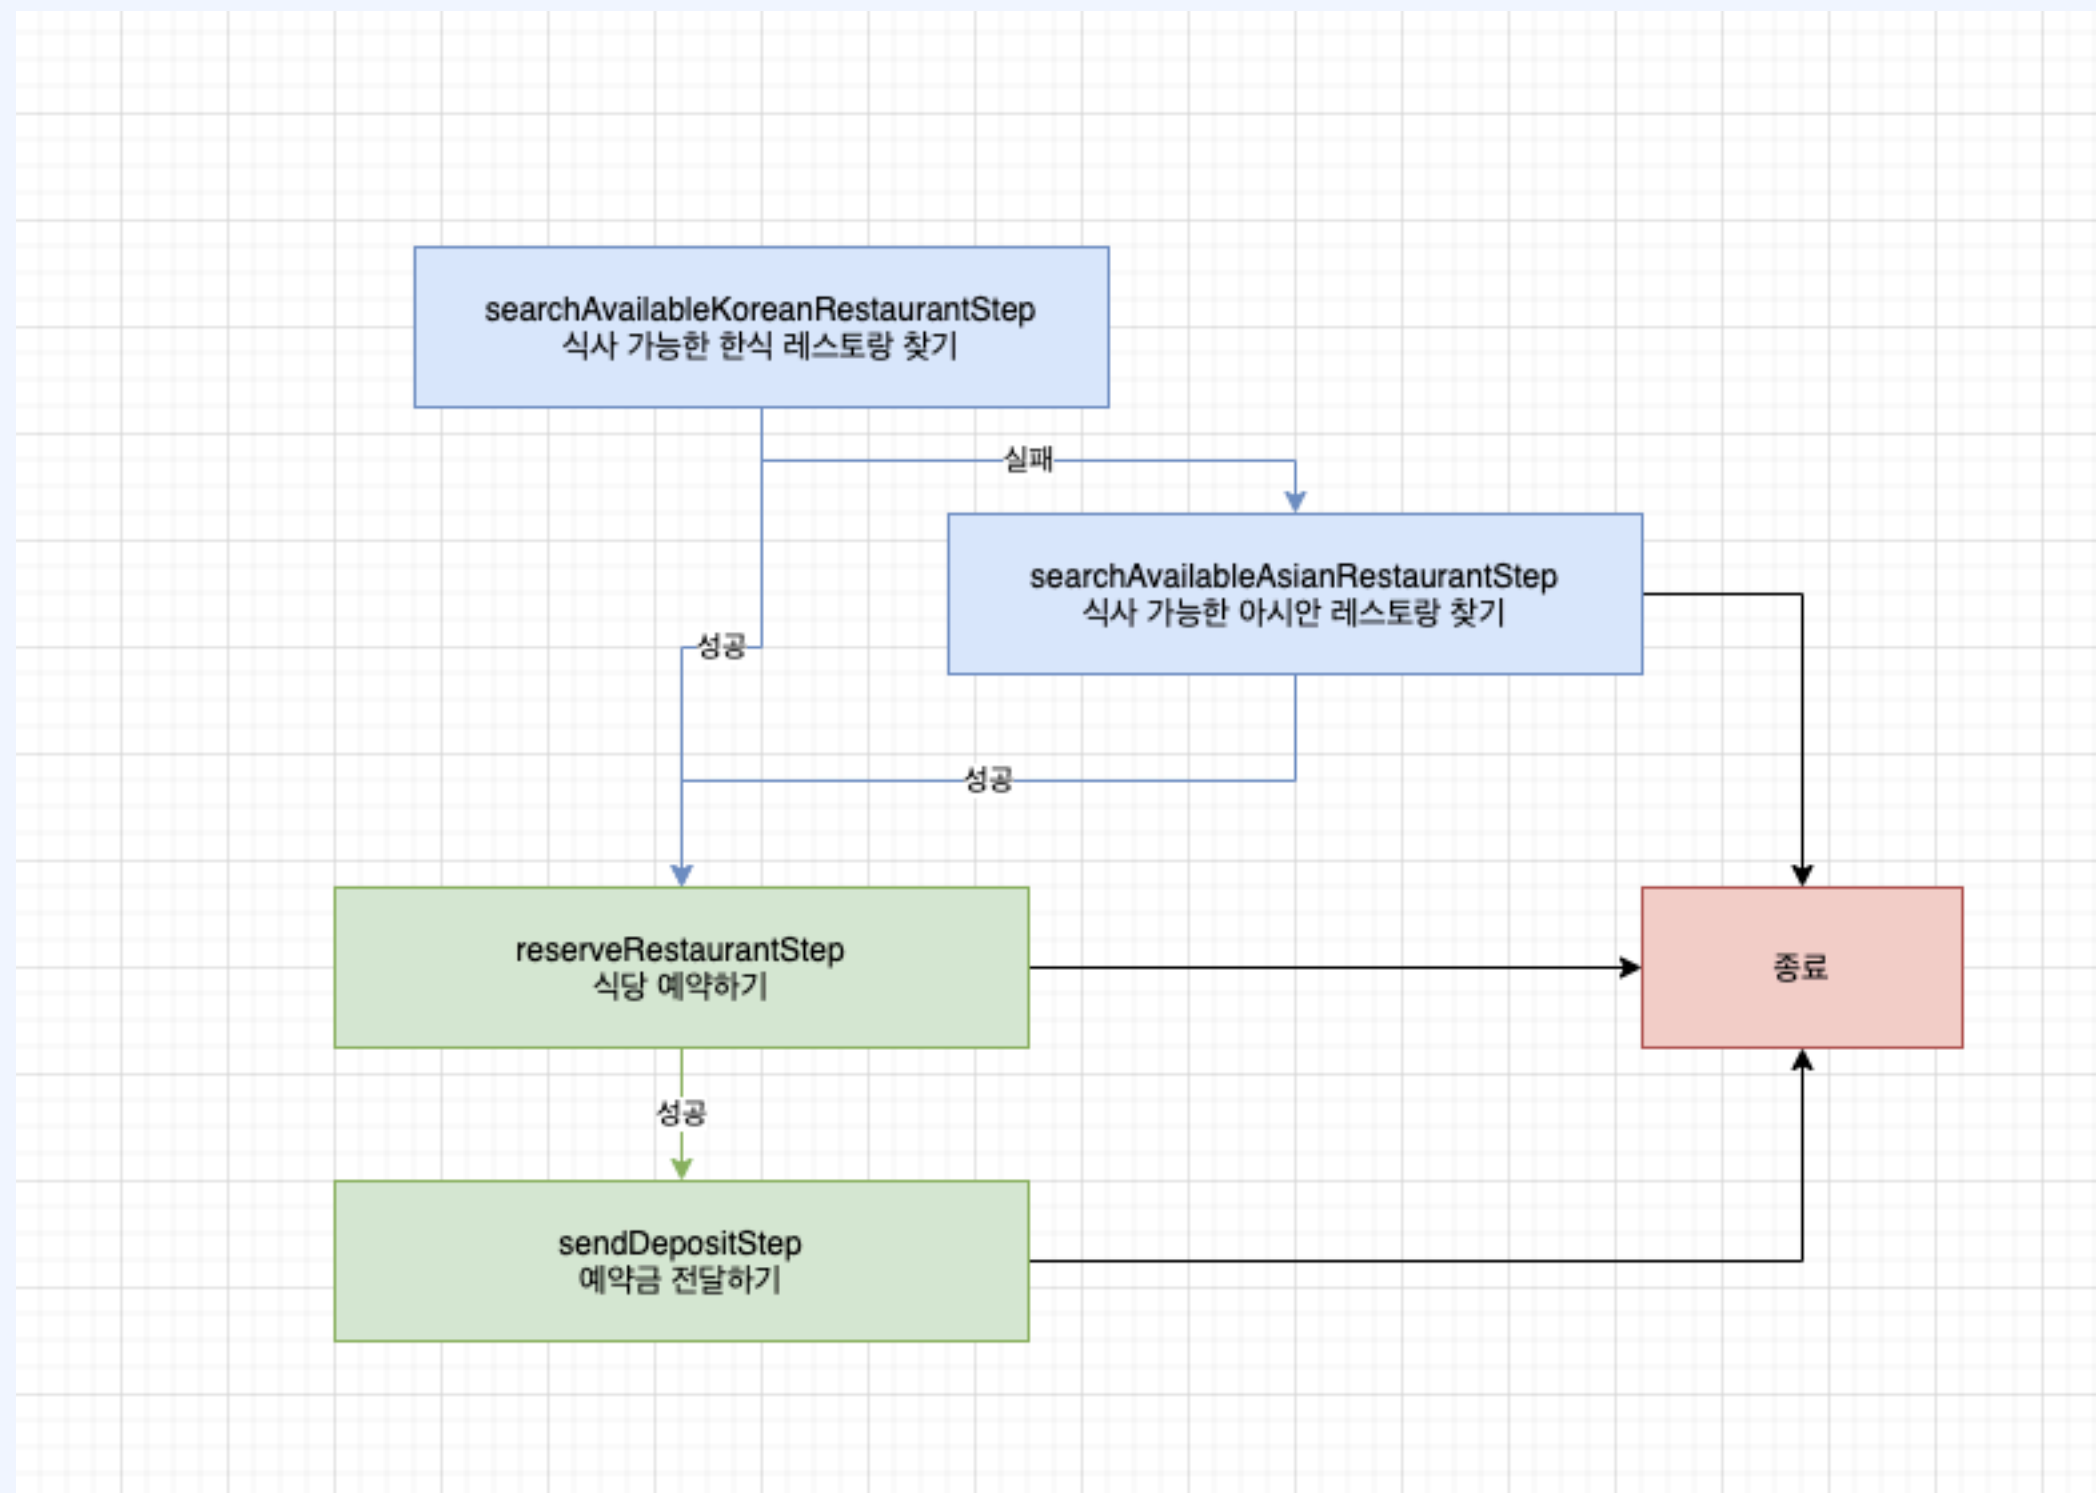 searchAvailableKoreanRestaurantStep
식사 가능한 한식 레스토랑 찾기
실패
searchAvailableAsianRestaurantStep
식사 가능한 아시안 레스토랑 찾기
성공
성공
reserveRestaurantStep
식당 예약하기
종료
성공
sendDepositStep
예약금 전달하기